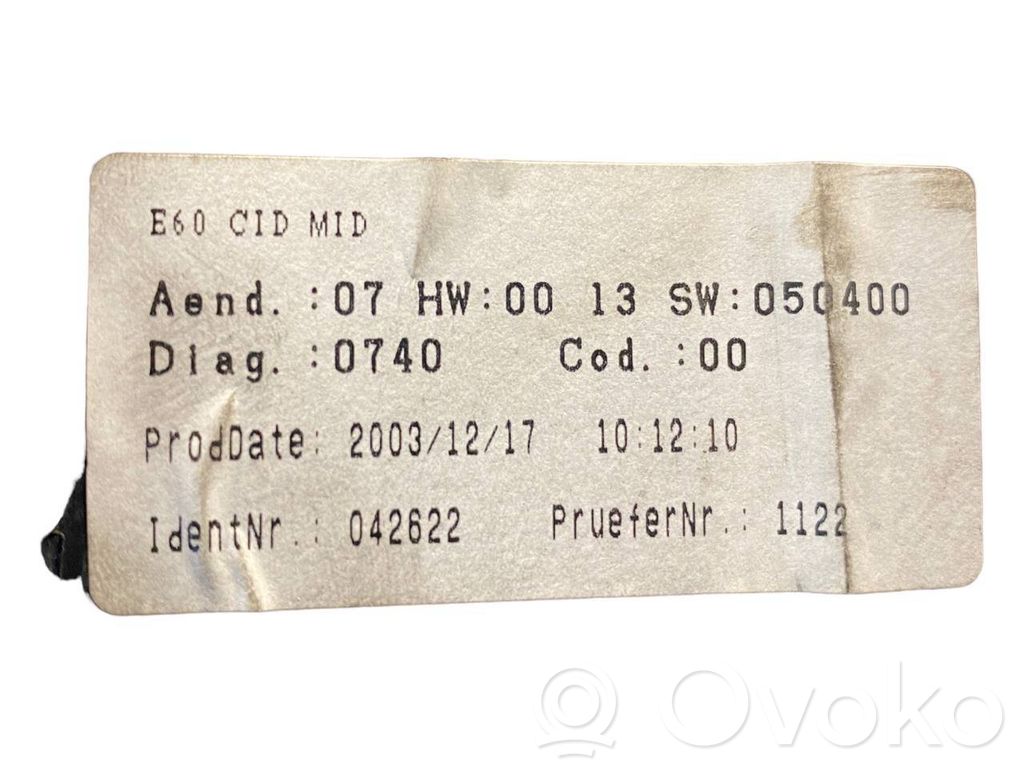 E60 CID MID
Aend.:07 HW:00 13 SW:050400
Diag.:0740 Cod.:00
ProdDate: 2003/12/17 10:12:10
IdentNr.: 042622 PrueferNr.: 1122
Ovoko